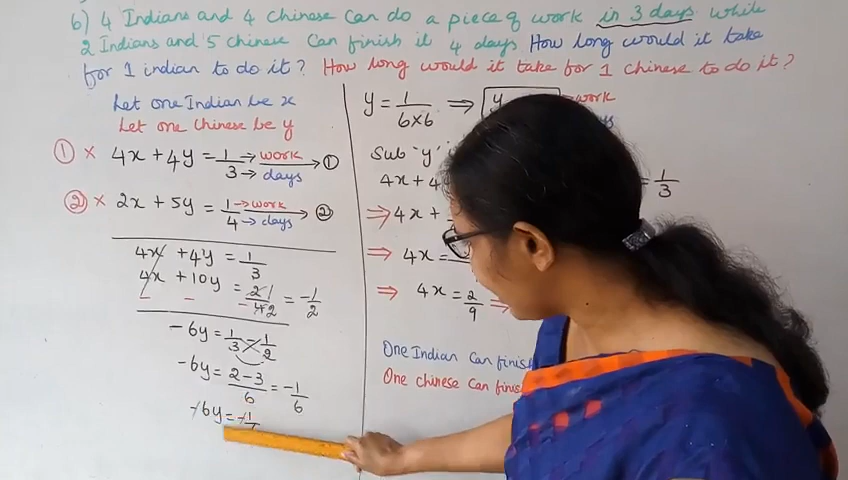 b) 4 Indians and 4 Chinese can do a piece of work in 3 days while
2 Indians and 5 chinese Can finish it 4 days How long would it take
for 1 indian to do it? How long would it take for 1 chinese to do it?
Let one Indian be x
Let one Chinese be y
① × 4x + 4y = 1/3 → work → days → ①
② × 2x + 5y = 1/4 → work → days → ②
4x + 4y = 1/3
4x + 10y = 2/4 1/2 = -1/2
- -
-6y = 1/3 - 1/2
-6y = 2-3/6 = -1/6
-6y = -1
y = 1/6×6 ⇒ y work
Sub "y"
4x + 4 = 1/3
⇒ 4x +
⇒ 4x =
⇒ 4x = 2/9 ⇒
One Indian can finish
One chinese can finish